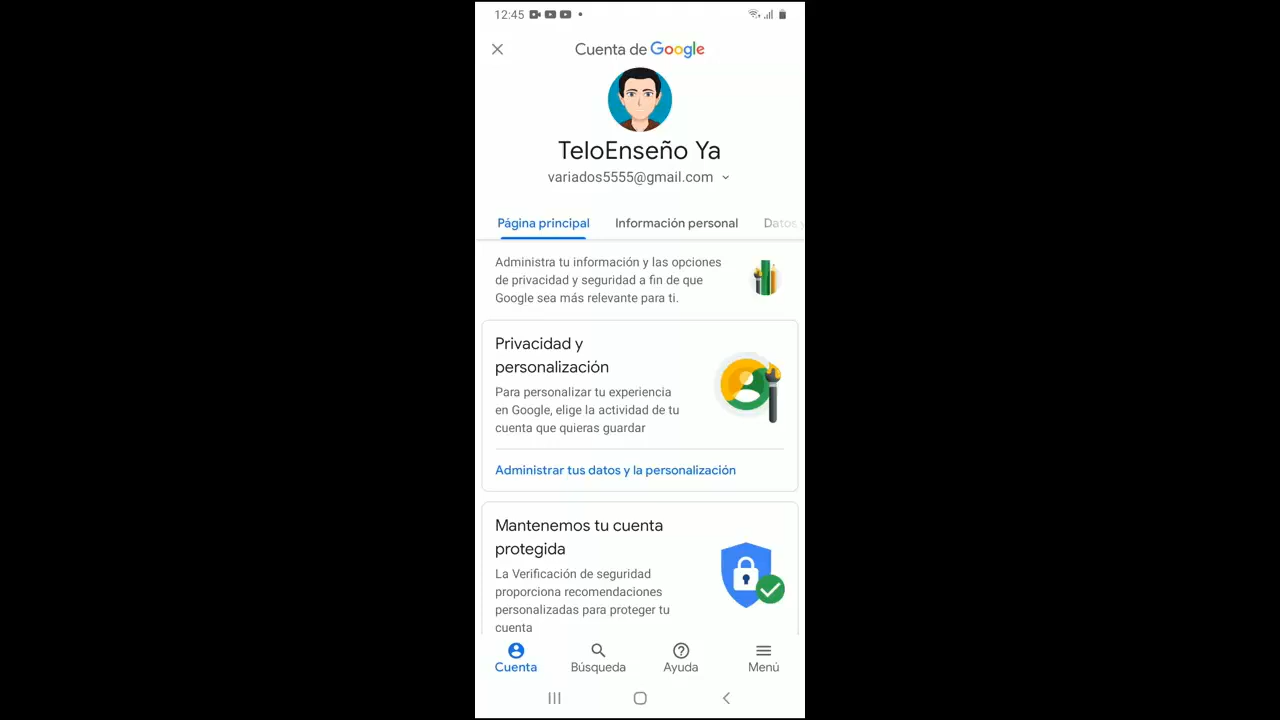 12:45
Cuenta de Google
TeloEnseño Ya
variados5555@gmail.com
Página principal Información personal Datos y
Administra tu información y las opciones
de privacidad y seguridad a fin de que
Google sea más relevante para ti.
Privacidad y
personalización
Para personalizar tu experiencia
en Google, elige la actividad de tu
cuenta que quieras guardar
Administrar tus datos y la personalización
Mantenemos tu cuenta
protegida
La Verificación de seguridad
proporciona recomendaciones
personalizadas para proteger tu
cuenta
Cuenta Búsqueda Ayuda Menú